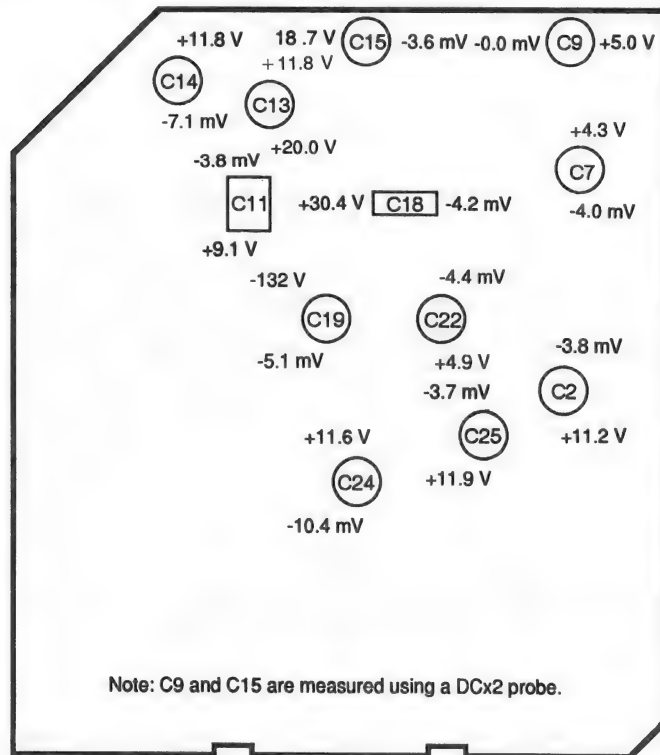 +11.8 V 18 .7 V C15 -3.6 mV -0.0 mV C9 +5.0 V
+11.8 V
C14
C13
-7.1 mV
+4.3 V
+20.0 V
-3.8 mV
C7
C11 +30.4 V C18 -4.2 mV
-4.0 mV
+9.1 V
-132 V -4.4 mV
C19 C22
-3.8 mV
-5.1 mV +4.9 V
-3.7 mV C2
+11.6 V C25 +11.2 V
C24 +11.9 V
-10.4 mV
Note: C9 and C15 are measured using a DCx2 probe.